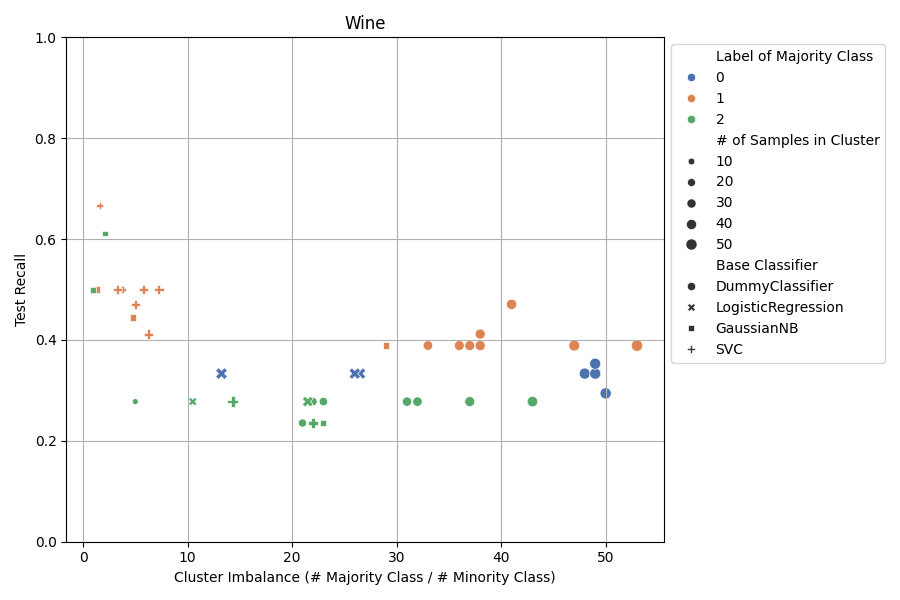 Wine
1.0
0.8
0.6
0.4
0.2
0.0
Test Recall
0 10 20 30 40 50
Cluster Imbalance (# Majority Class / # Minority Class)
Label of Majority Class
0
1
2
# of Samples in Cluster
10
20
30
40
50
Base Classifier
DummyClassifier
LogisticRegression
GaussianNB
SVC